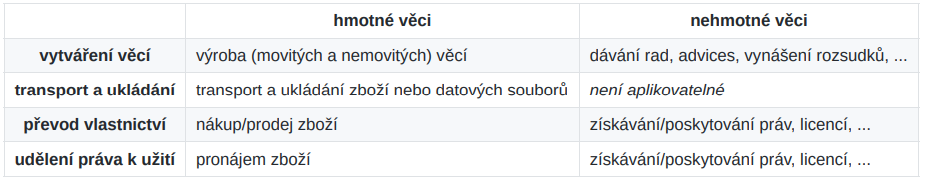 hmotné věci nehmotné věci
vytváření věcí výroba (movitých a nemovitých) věcí dávání rad, advices, vynášení rozsudků, ...
transport a ukládání transport a ukládání zboží nebo datových souborů není aplikovatelné
převod vlastnictví nákup/prodej zboží získávání/poskytování práv, licencí, ...
udělení práva k užití pronájem zboží získávání/poskytování práv, licencí, ...